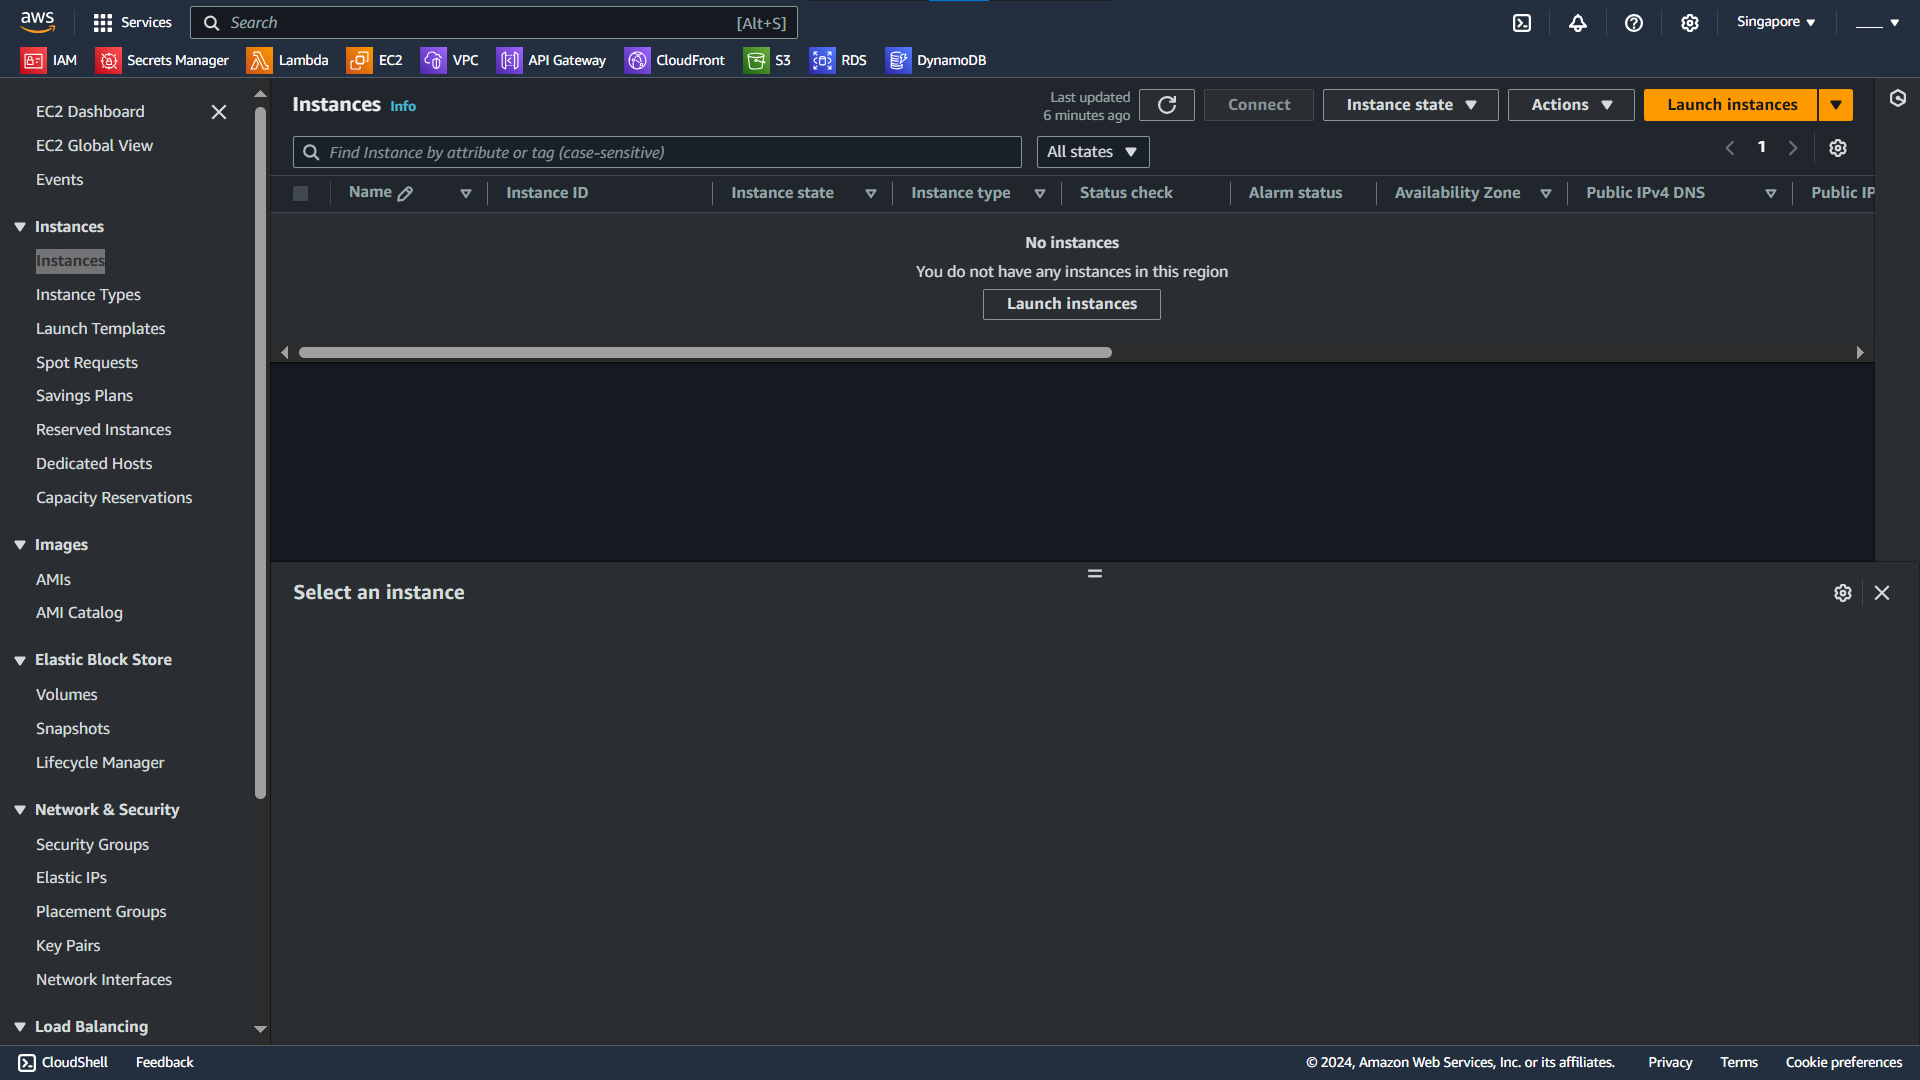 aws
Services
Search
[Alt+S]
Singapore
IAM
Secrets Manager
Lambda
EC2
VPC
API Gateway
CloudFront
S3
RDS
DynamoDB
EC2 Dashboard
EC2 Global View
Events
Instances
Instances
Instance Types
Launch Templates
Spot Requests
Savings Plans
Reserved Instances
Dedicated Hosts
Capacity Reservations
Images
AMIs
AMI Catalog
Elastic Block Store
Volumes
Snapshots
Lifecycle Manager
Network & Security
Security Groups
Elastic IPs
Placement Groups
Key Pairs
Network Interfaces
Load Balancing
Instances Info
Last updated
6 minutes ago
Connect
Instance state
Actions
Launch instances
Find Instance by attribute or tag (case-sensitive)
All states
1
Name
Instance ID
Instance state
Instance type
Status check
Alarm status
Availability Zone
Public IPv4 DNS
Public IP
No instances
You do not have any instances in this region
Launch instances
Select an instance
CloudShell
Feedback
© 2024, Amazon Web Services, Inc. or its affiliates.
Privacy
Terms
Cookie preferences